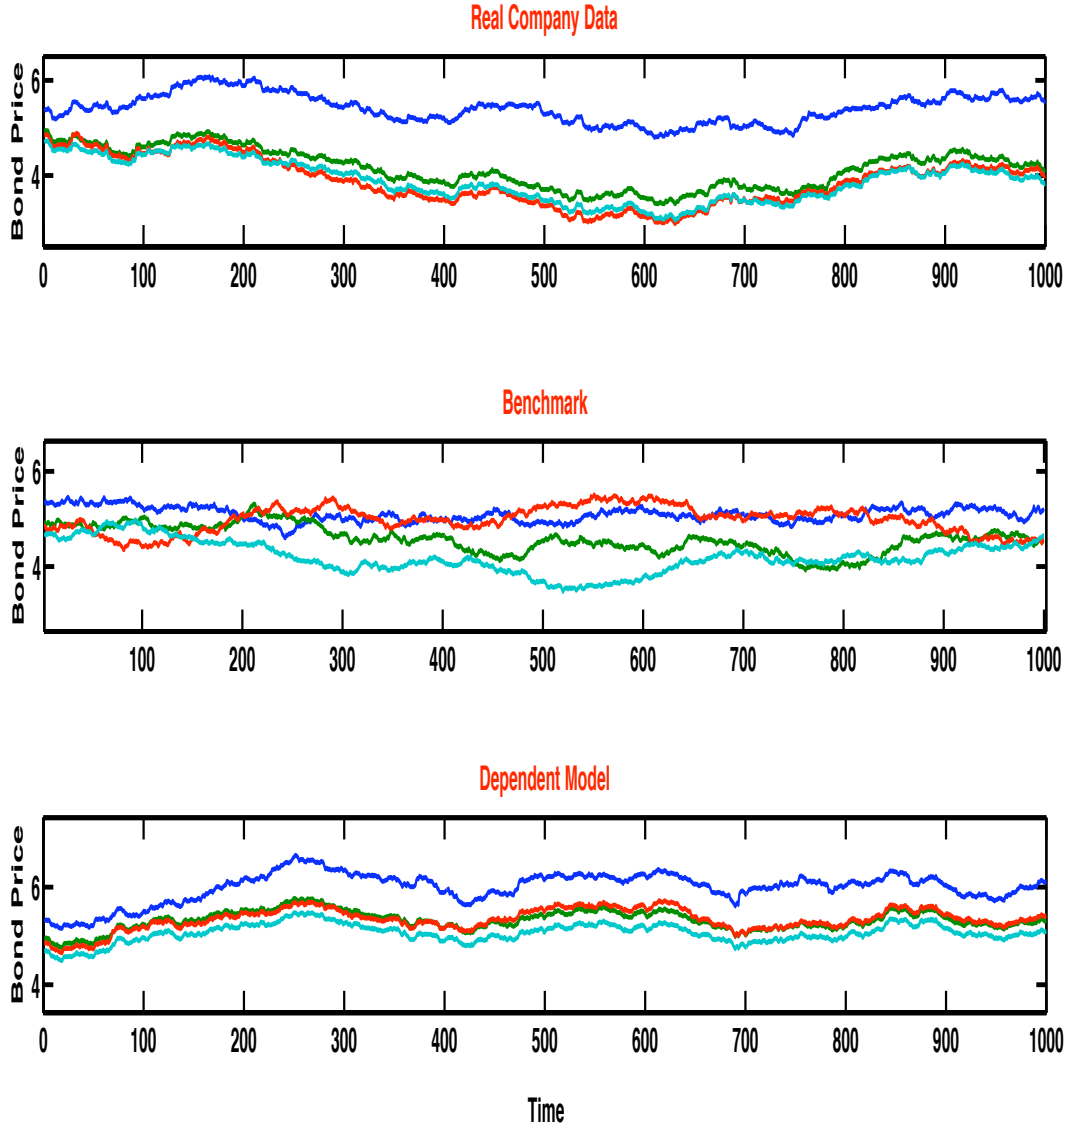 Real Company Data
Bond Price
6
4
0 100 200 300 400 500 600 700 800 900 1000
Benchmark
Bond Price
6
4
100 200 300 400 500 600 700 800 900 1000
Dependent Model
Bond Price
6
4
0 100 200 300 400 500 600 700 800 900 1000
Time